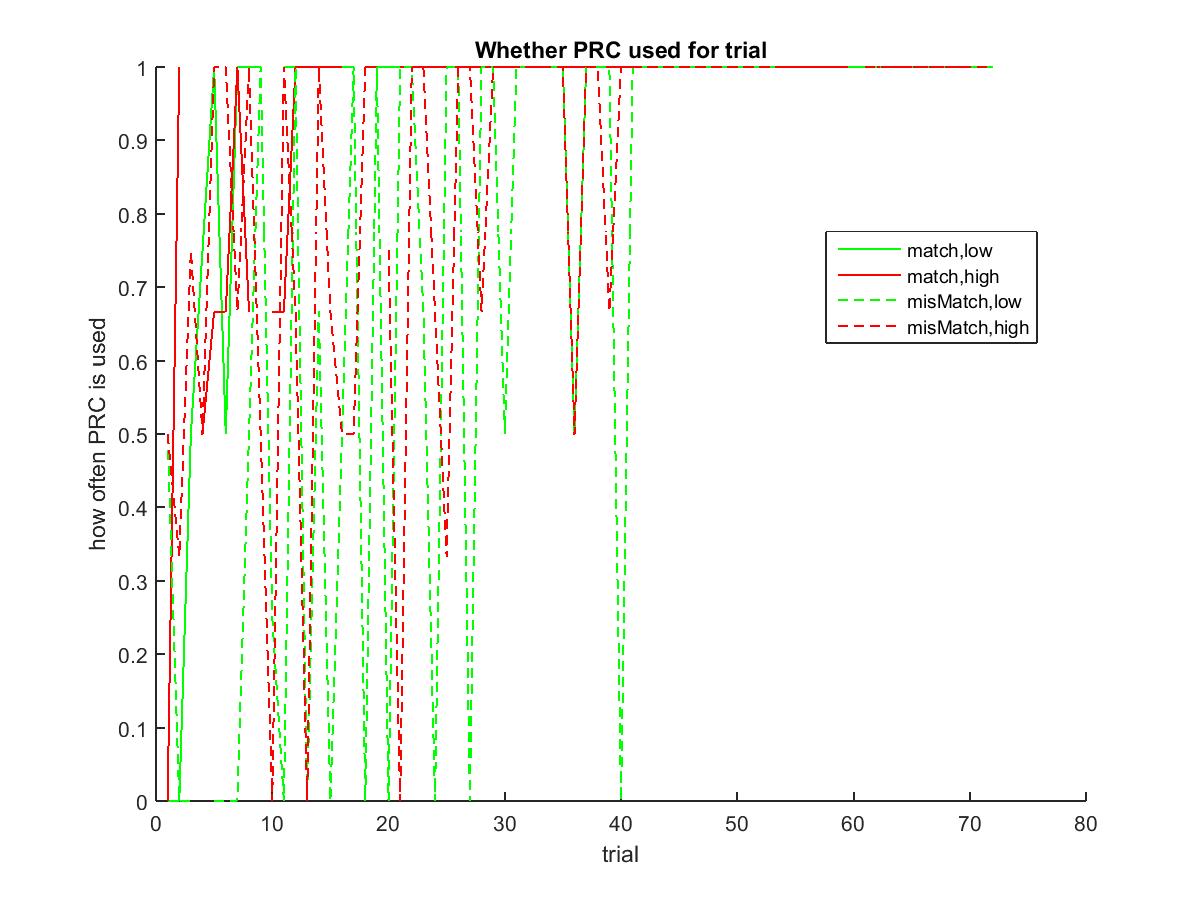 Whether PRC used for trial
1
0.9
0.8
0.7
0.6
0.5
0.4
0.3
0.2
0.1
0
how often PRC is used
match,low
match,high
misMatch,low
misMatch,high
0 10 20 30 40 50 60 70 80
trial